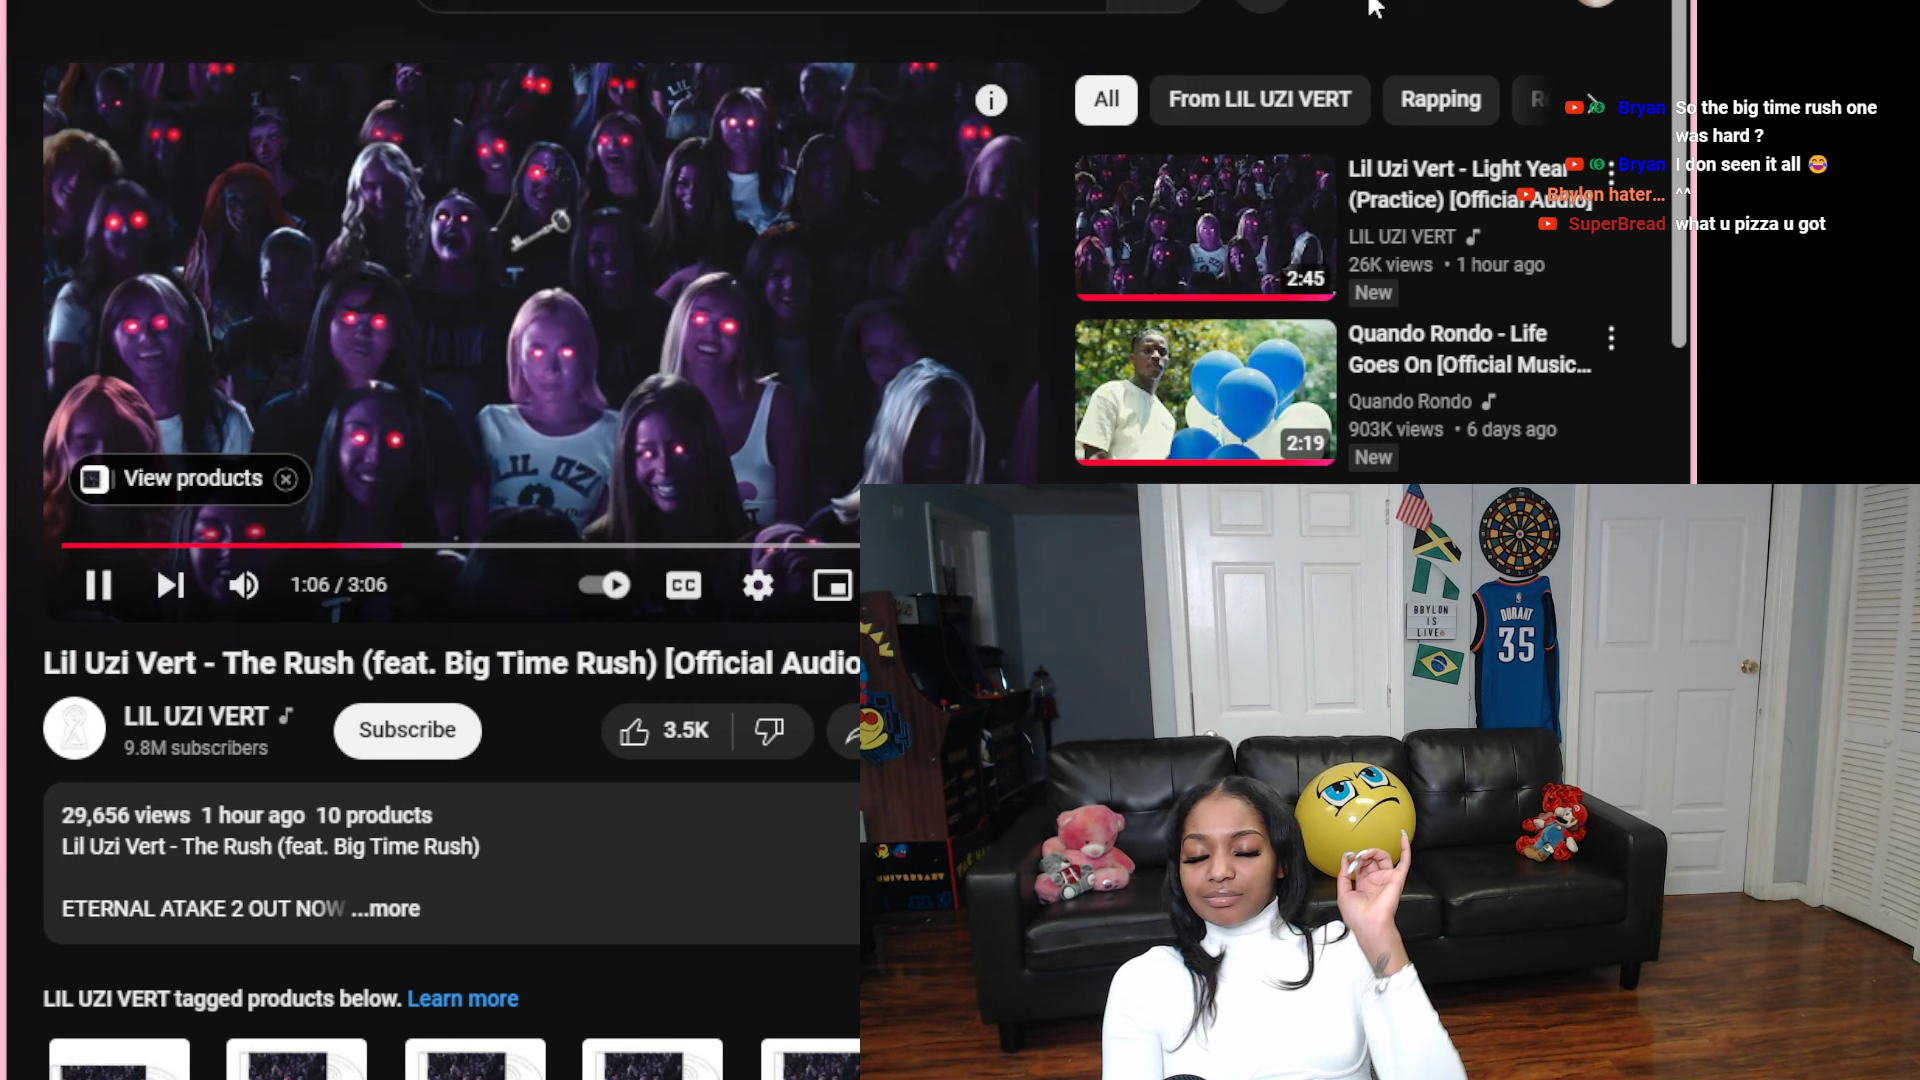 All
From LIL UZI VERT
Rapping
R
Lil Uzi Vert - Light Year
(Practice) [Official Audio]
LIL UZI VERT
26K views • 1 hour ago
New
2:45
Quando Rondo - Life
Goes On [Official Music...
Quando Rondo
903K views • 6 days ago
New
2:19
Bryan So the big time rush one
was hard ?
Bryan I don seen it all 😂
Bbylon hater... ^^
SuperBread what u pizza u got
LIL UZI
View products
1:06 / 3:06
CC
Lil Uzi Vert - The Rush (feat. Big Time Rush) [Official Audio
LIL UZI VERT
9.8M subscribers
Subscribe
3.5K
29,656 views 1 hour ago 10 products
Lil Uzi Vert - The Rush (feat. Big Time Rush)
ETERNAL ATAKE 2 OUT NOW ...more
LIL UZI VERT tagged products below. Learn more
BBYLON
IS
LIVE
DURANT
35